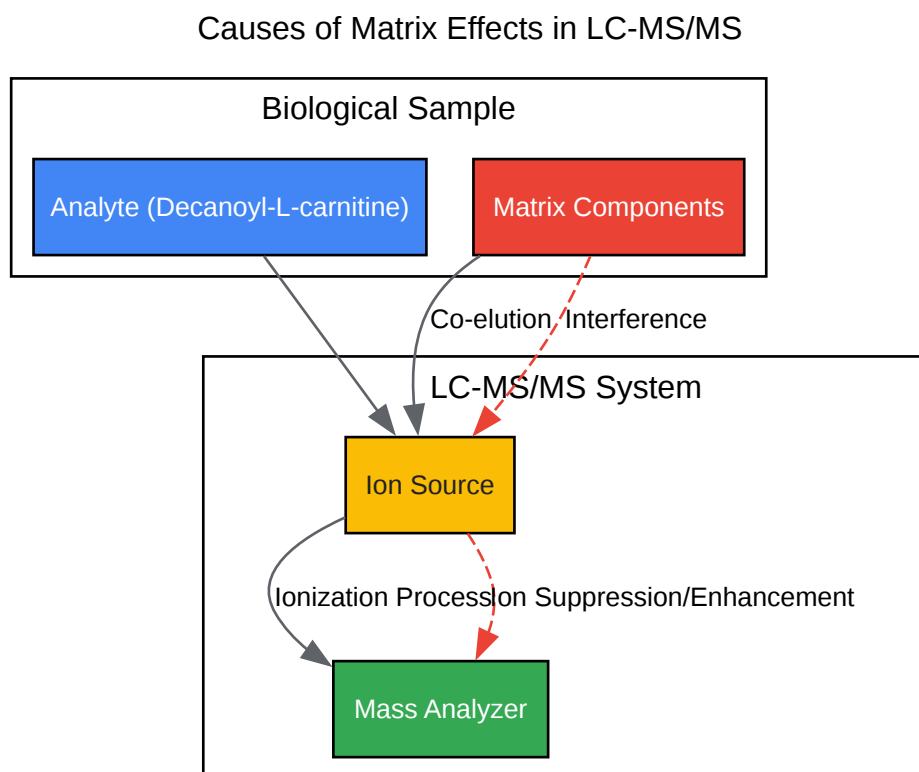 Causes of Matrix Effects in LC-MS/MS
Biological Sample
Analyte (Decanoyl-L-carnitine)
Matrix Components
Co-elution
Interference
LC-MS/MS System
Ion Source
Ionization Process
Ion Suppression/Enhancement
Mass Analyzer